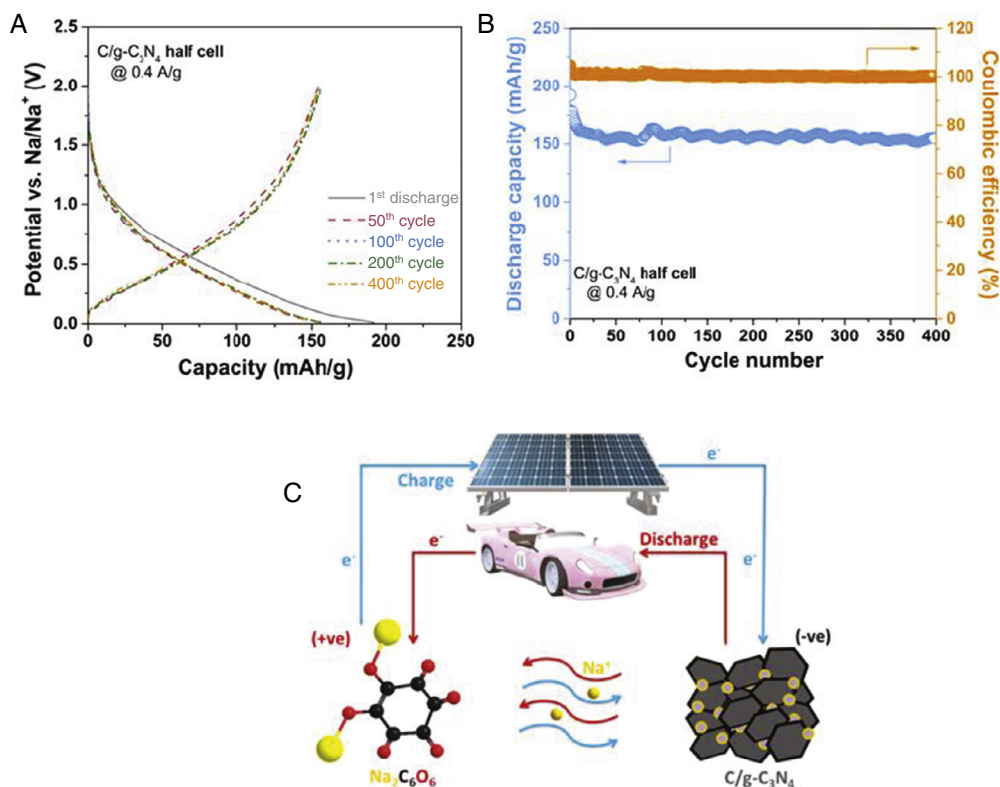 A
2.5
2.0
1.5
1.0
0.5
0.0
Potential vs. Na/Na⁺ (V)
C/g-C₃N₄ half cell
@ 0.4 A/g
1ˢᵗ discharge
50ᵗʰ cycle
100ᵗʰ cycle
200ᵗʰ cycle
400ᵗʰ cycle
0 50 100 150 200 250
Capacity (mAh/g)
B
250
200
150
100
50
0
Discharge capacity (mAh/g)
C/g-C₃N₄ half cell
@ 0.4 A/g
0 50 100 150 200 250 300 350 400
Cycle number
120
100
80
60
40
20
0
Coulombic efficiency (%)
C
Charge
e⁻
e⁻
Discharge
e⁻
e⁻
e⁻
11
(+ve)
(-ve)
Na⁺
Na₂C₆O₆
C/g-C₃N₄